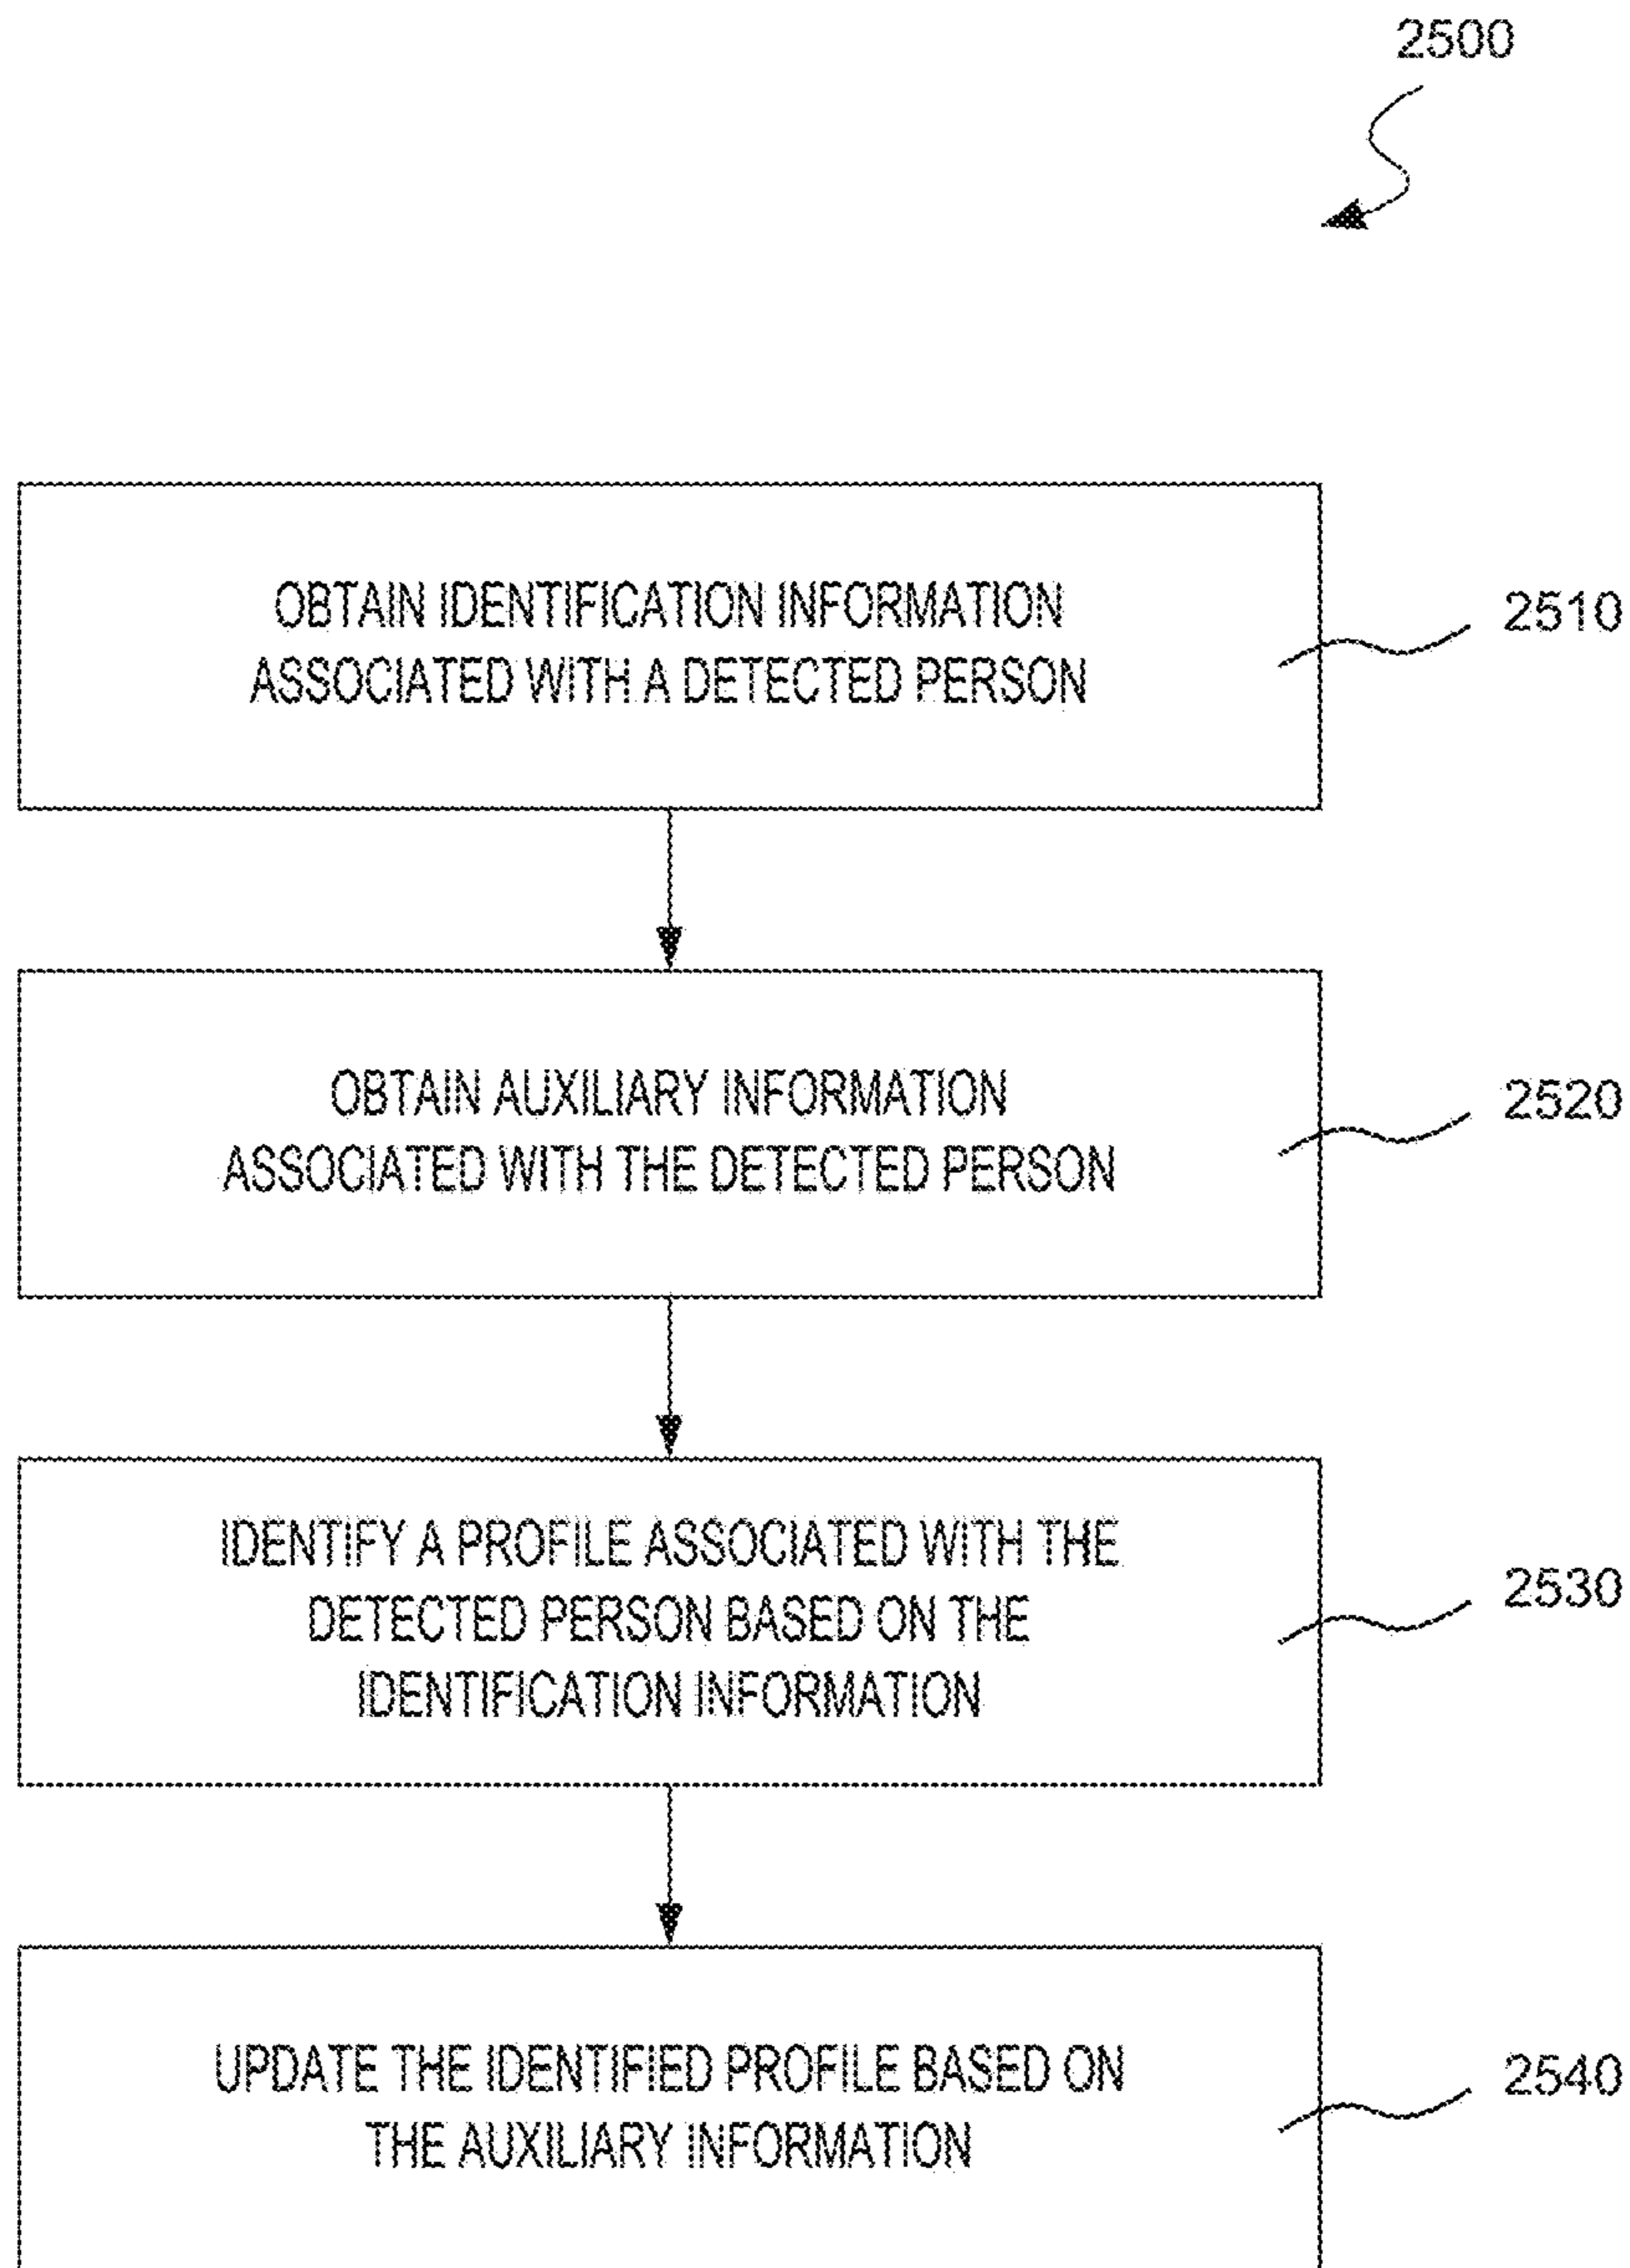 2500
OBTAIN IDENTIFICATION INFORMATION
ASSOCIATED WITH A DETECTED PERSON
2510
OBTAIN AUXILIARY INFORMATION
ASSOCIATED WITH THE DETECTED PERSON
2520
IDENTIFY A PROFILE ASSOCIATED WITH THE
DETECTED PERSON BASED ON THE
IDENTIFICATION INFORMATION
2530
UPDATE THE IDENTIFIED PROFILE BASED ON
THE AUXILIARY INFORMATION
2540